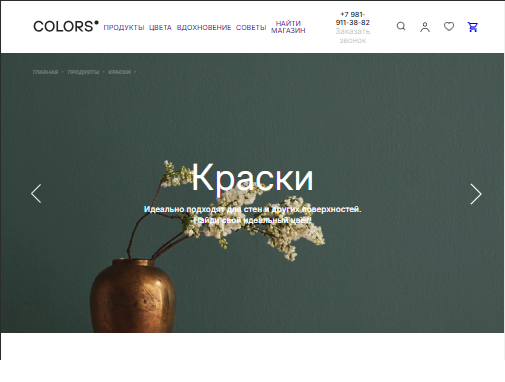 COLORS
ПРОДУКТЫ ЦВЕТА ВДОХНОВЕНИЕ СОВЕТЫ НАЙТИ
МАГАЗИН
+7 981-
911-38-82
Заказать
звонок
ГЛАВНАЯ · ПРОДУКТЫ · КРАСКИ ·
Краски
Идеально подходят для стен и других поверхностей.
Найди свой идеальный цвет!